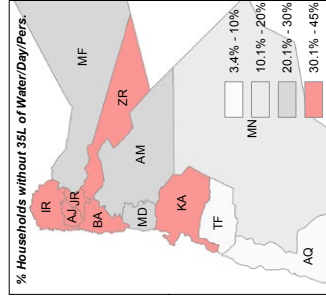 % Households without 35L of Water/Day/Pers.
MF
IR
AJ
JR
ZR
BA
AM
MD
KA
TF
MN
AQ
3.4% - 10%
10.1% - 20%
20.1% - 30%
30.1% - 45%